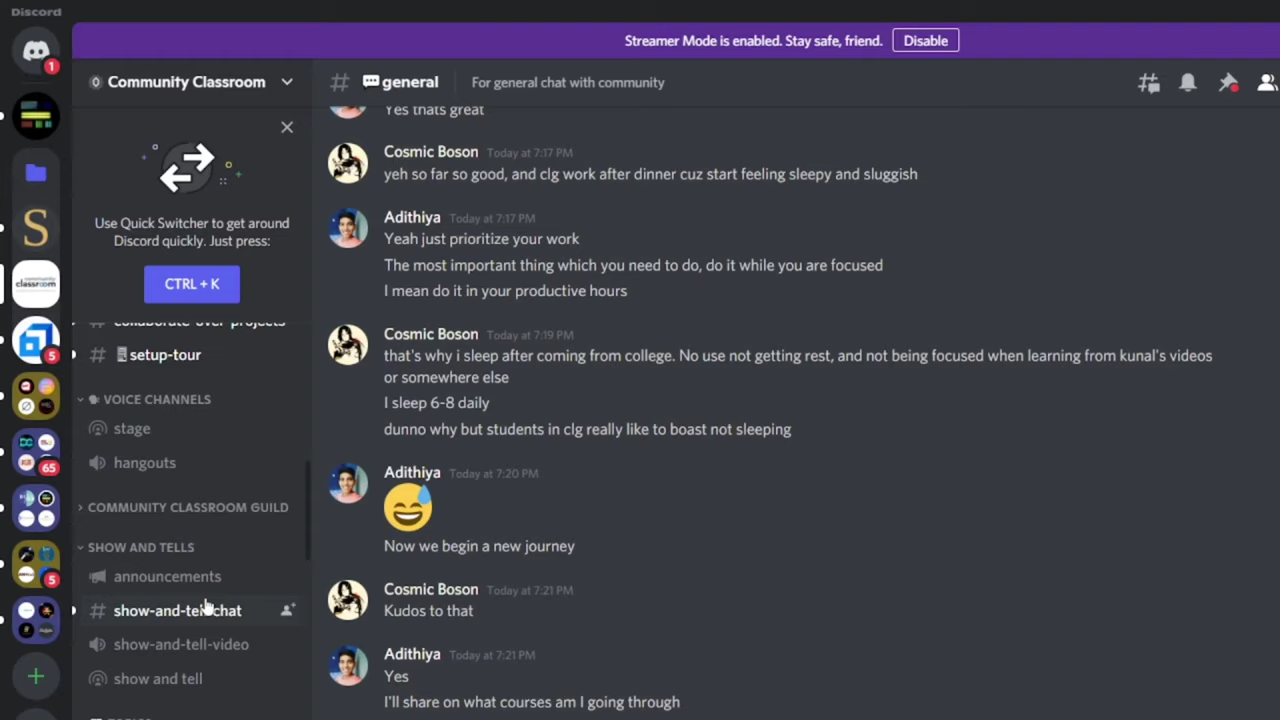 Discord
Streamer Mode is enabled. Stay safe, friend.
Disable
1
Community Classroom
general
For general chat with community
Use Quick Switcher to get around
Discord quickly. Just press:
CTRL + K
S
community
classroom
5
65
5
collaborate-over-projects
setup-tour
VOICE CHANNELS
stage
hangouts
COMMUNITY CLASSROOM GUILD
SHOW AND TELLS
announcements
show-and-tell-chat
show-and-tell-video
show and tell
Yes thats great
Cosmic Boson Today at 7:17 PM
yeh so far so good, and clg work after dinner cuz start feeling sleepy and sluggish
Adithiya Today at 7:17 PM
Yeah just prioritize your work
The most important thing which you need to do, do it while you are focused
I mean do it in your productive hours
Cosmic Boson Today at 7:19 PM
that's why i sleep after coming from college. No use not getting rest, and not being focused when learning from kunal's videos
or somewhere else
I sleep 6-8 daily
dunno why but students in clg really like to boast not sleeping
Adithiya Today at 7:20 PM
Now we begin a new journey
Cosmic Boson Today at 7:21 PM
Kudos to that
Adithiya Today at 7:21 PM
Yes
I'll share on what courses am I going through